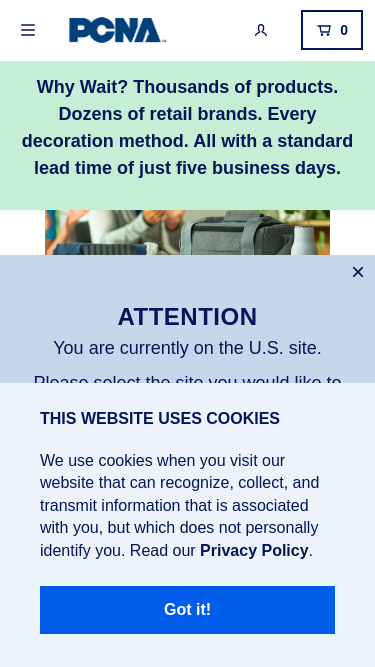 PCNA
0
Why Wait? Thousands of products.
Dozens of retail brands. Every
decoration method. All with a standard
lead time of just five business days.
ATTENTION
You are currently on the U.S. site.
Please select the site you would like to
THIS WEBSITE USES COOKIES
We use cookies when you visit our
website that can recognize, collect, and
transmit information that is associated
with you, but which does not personally
identify you. Read our Privacy Policy.
Got it!